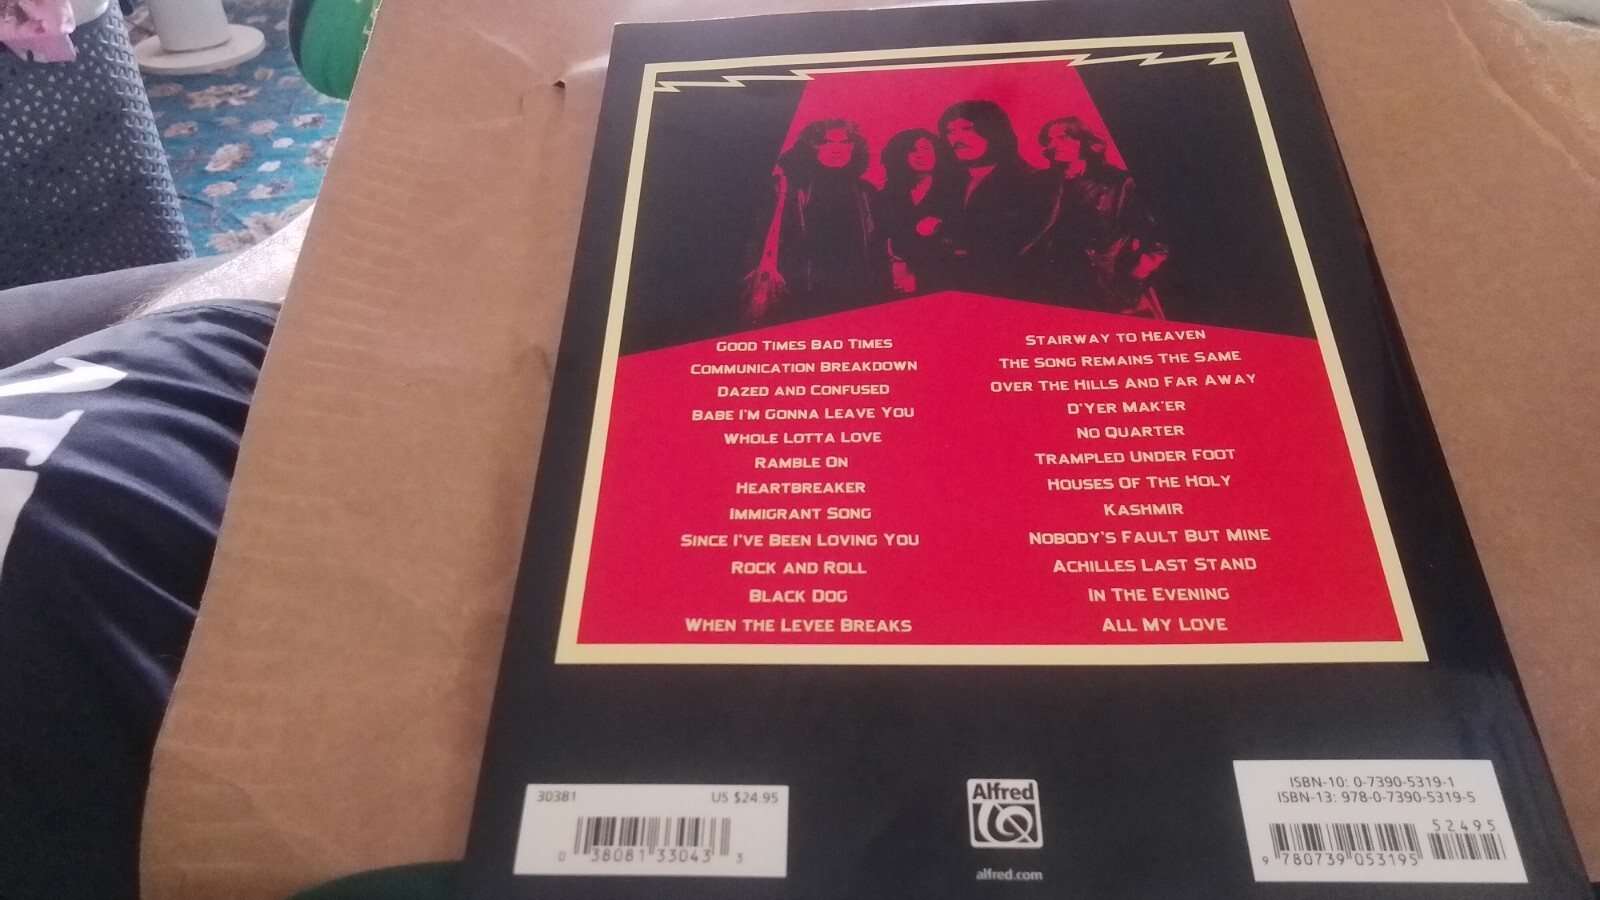 GOOD TIMES BAD TIMES
COMMUNICATION BREAKDOWN
DAZED AND CONFUSED
BABE I'M GONNA LEAVE YOU
WHOLE LOTTA LOVE
RAMBLE ON
HEARTBREAKER
IMMIGRANT SONG
SINCE I'VE BEEN LOVING YOU
ROCK AND ROLL
BLACK DOG
WHEN THE LEVEE BREAKS
STAIRWAY TO HEAVEN
THE SONG REMAINS THE SAME
OVER THE HILLS AND FAR AWAY
D'YER MAK'ER
NO QUARTER
TRAMPLED UNDER FOOT
HOUSES OF THE HOLY
KASHMIR
NOBODY'S FAULT BUT MINE
ACHILLES LAST STAND
IN THE EVENING
ALL MY LOVE
30381 US $24.95
0 38081 33043 3
Alfred
alfred.com
ISBN-10: 0-7390-5319-1
ISBN-13: 978-0-7390-5319-5
52495
9 780739 053195